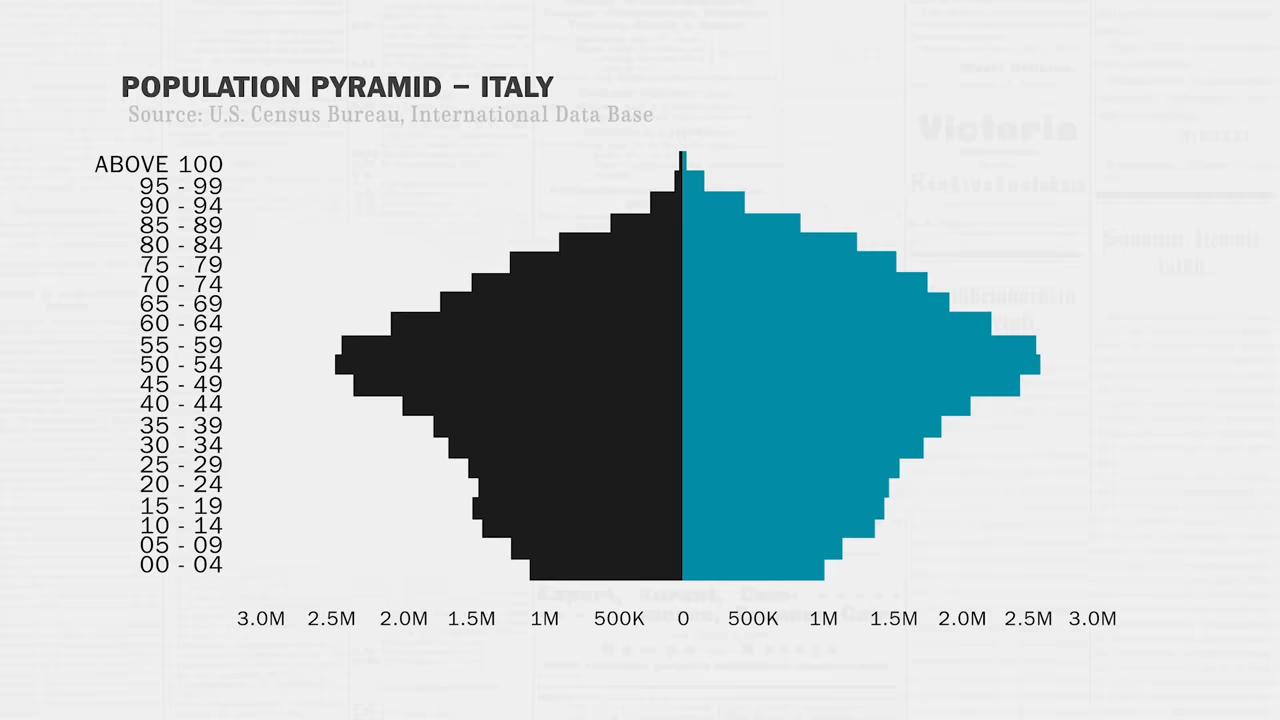 POPULATION PYRAMID – ITALY
Source: U.S. Census Bureau, International Data Base
ABOVE 100
95 - 99
90 - 94
85 - 89
80 - 84
75 - 79
70 - 74
65 - 69
60 - 64
55 - 59
50 - 54
45 - 49
40 - 44
35 - 39
30 - 34
25 - 29
20 - 24
15 - 19
10 - 14
05 - 09
00 - 04
3.0M 2.5M 2.0M 1.5M 1M 500K 0 500K 1M 1.5M 2.0M 2.5M 3.0M
Victoria